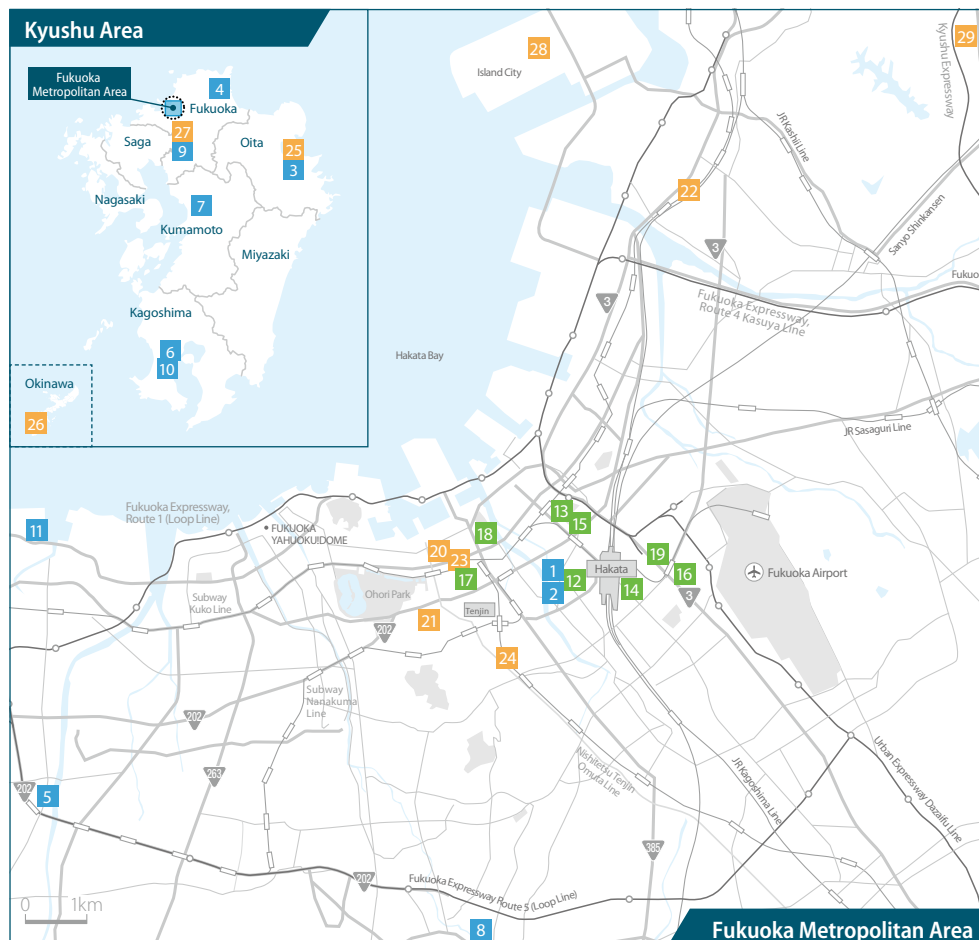 Kyushu Area
Fukuoka
Metropolitan Area
4
Fukuoka
27
Saga
9
Oita
25
3
Nagasaki
7
Kumamoto
Miyazaki
Kagoshima
6
10
Okinawa
26
28
Island City
29
Kyushu Expressway
JR Kashii Line
22
Sanyo Shinkansen
3
Fukuo
3
Fukuoka Expressway,
Route 4 Kasuya Line
Hakata Bay
JR Sasaguri Line
Fukuoka Expressway,
Route 1 (Loop Line)
11
FUKUOKA
YAHUOKU!DOME
13
15
18
20
23
19
1
12
Hakata
16
Fukuoka Airport
17
2
14
3
Subway
Kuko Line
Ohori Park
Tenjin
21
202
24
Subway
Nanakuma
Line
202
263
Nishitetsu Tenjin
Omuta Line
JR Kagoshima Line
Urban Expressway Dazaifu Line
202
5
385
202
Fukuoka Expressway Route 5 (Loop Line)
0 1km
8
Fukuoka Metropolitan Area